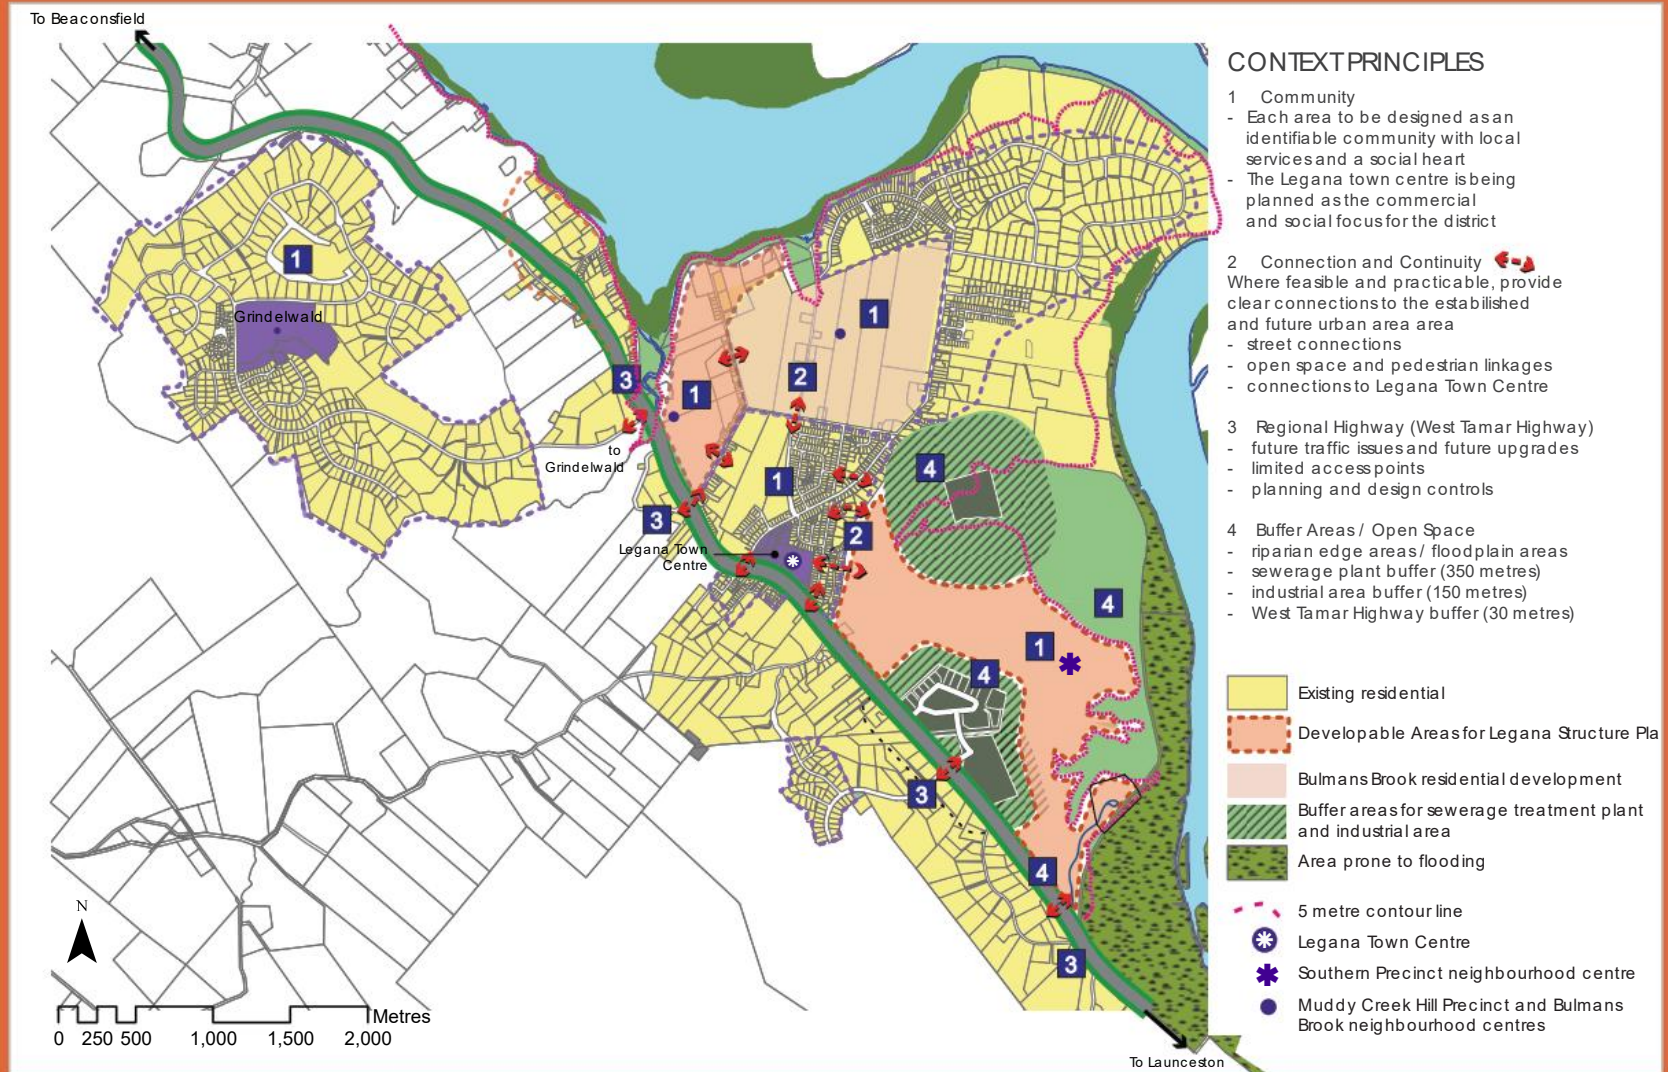 To Beaconsfield
CONTEXT PRINCIPLES
1 Community
- Each area to be designed as an
identifiable community with local
services and a social heart
- The Legana town centre is being
planned as the commercial
and social focus for the district
2 Connection and Continuity
Where feasible and practicable, provide
clear connections to the estabilished
and future urban area area
- street connections
- open space and pedestrian linkages
- connections to Legana Town Centre
3 Regional Highway (West Tamar Highway)
- future traffic issues and future upgrades
- limited access points
- planning and design controls
4 Buffer Areas / Open Space
- riparian edge areas / floodplain areas
- sewerage plant buffer (350 metres)
- industrial area buffer (150 metres)
- West Tamar Highway buffer (30 metres)
Existing residential
Developable Areas for Legana Structure Pla
Bulmans Brook residential development
Buffer areas for sewerage treatment plant
and industrial area
Area prone to flooding
5 metre contour line
Legana Town Centre
Southern Precinct neighbourhood centre
Muddy Creek Hill Precinct and Bulmans
Brook neighbourhood centres
1
Grindelwald
1
2
3
1
to
Grindelwald
4
1
3
2
Legana Town
Centre
4
1
4
3
4
3
N
Metres
0 250 500 1,000 1,500 2,000
To Launceston